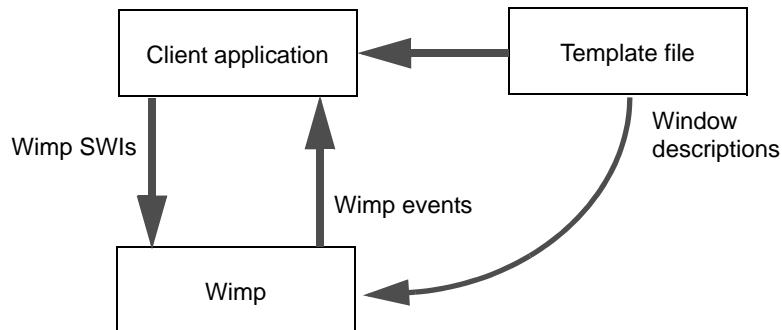 Client application
Template file
Wimp SWIs
Window
descriptions
Wimp events
Wimp